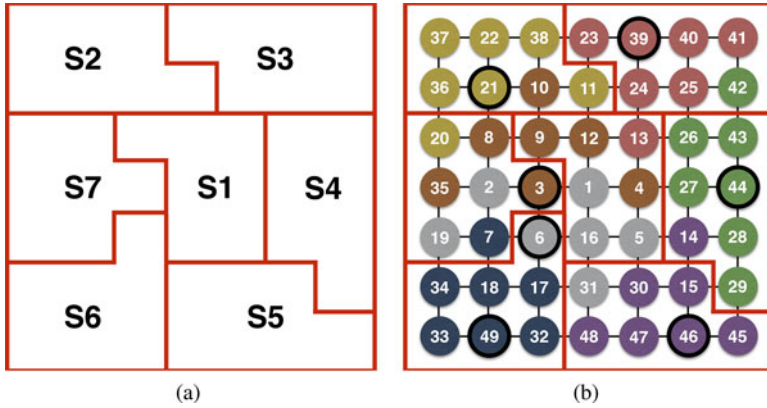 S2 S3
S7 S1 S4
S6 S5
(a)
37 22 38 23 39 40 41
36 21 10 11 24 25 42
20 8 9 12 13 26 43
35 2 3 1 4 27 44
19 7 6 16 5 14 28
34 18 17 31 30 15 29
33 49 32 48 47 46 45
(b)